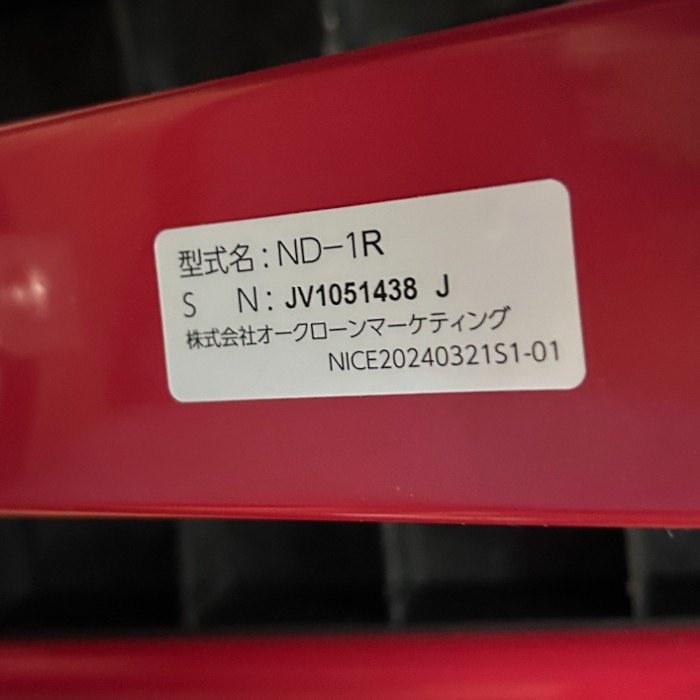 型式名：ND−1R
S N：JV1051438 J
株式会社オークローンマーケティング
NICE20240321S1-01